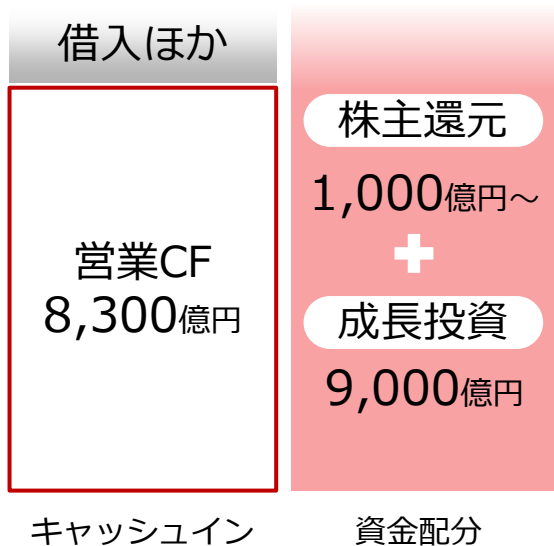 借入ほか
営業CF
8,300億円
キャッシュイン
株主還元
1,000億円～
+
成長投資
9,000億円
資金配分